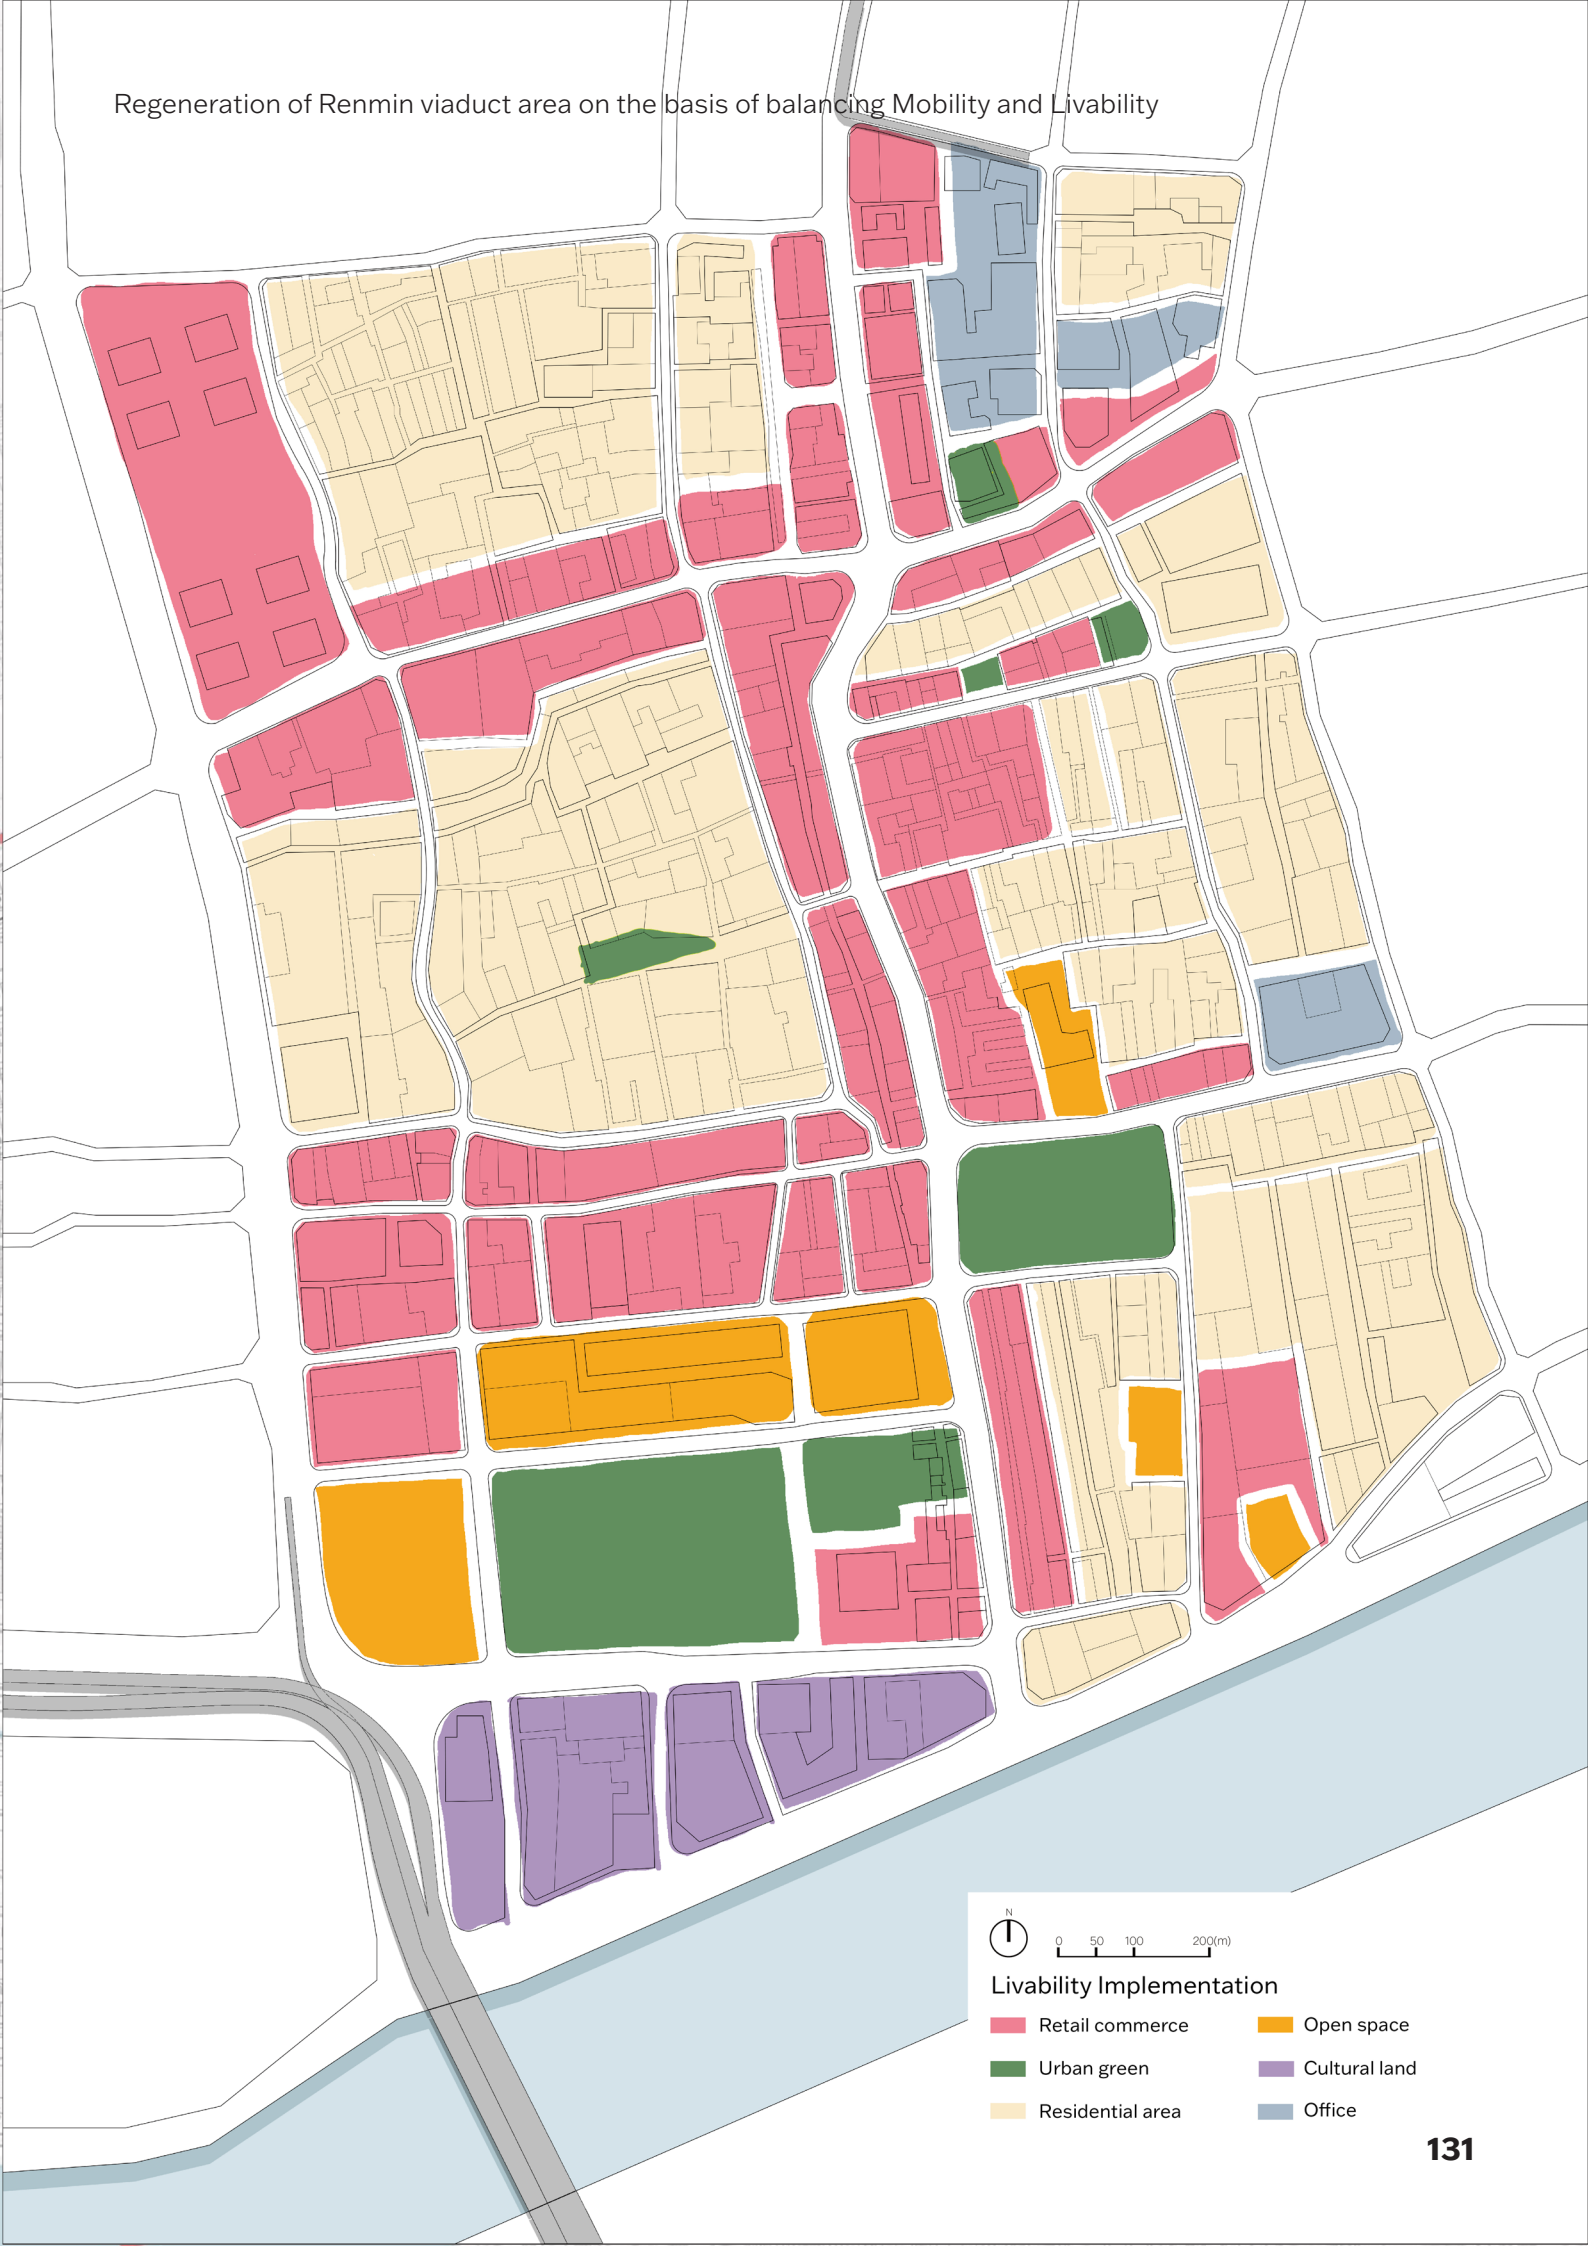 Regeneration of Renmin viaduct area on the basis of balancing Mobility and Livability
N
0 50 100 200(m)
Livability Implementation
Retail commerce Open space
Urban green Cultural land
Residential area Office
131